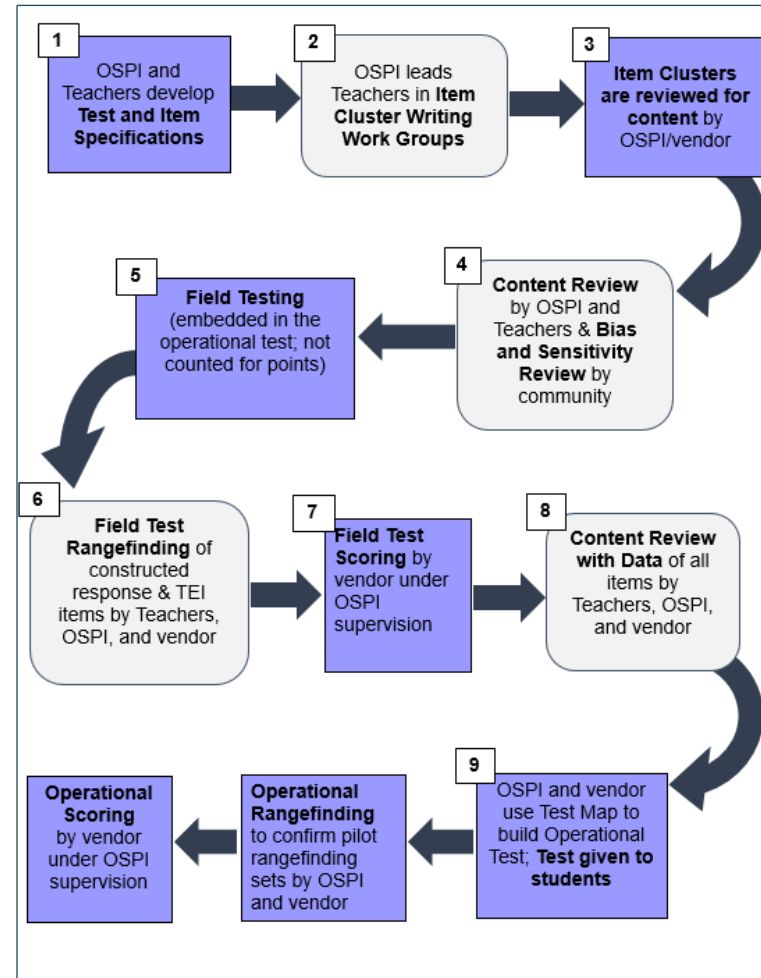 1
OSPI and
Teachers develop
Test and Item
Specifications
2
OSPI leads
Teachers in Item
Cluster Writing
Work Groups
3
Item Clusters
are reviewed for
content by
OSPI/vendor
4
Content Review
by OSPI and
Teachers & Bias
and Sensitivity
Review by
community
5
Field Testing
(embedded in the
operational test; not
counted for points)
6
Field Test
Rangefinding of
constructed
response & TEI
items by Teachers,
OSPI, and vendor
7
Field Test
Scoring by
vendor under
OSPI
supervision
8
Content Review
with Data of all
items by
Teachers, OSPI,
and vendor
9
OSPI and vendor
use Test Map to
build Operational
Test; Test given to
students
Operational
Rangefinding
to confirm pilot
rangefinding
sets by OSPI
and vendor
Operational
Scoring
by vendor
under OSPI
supervision